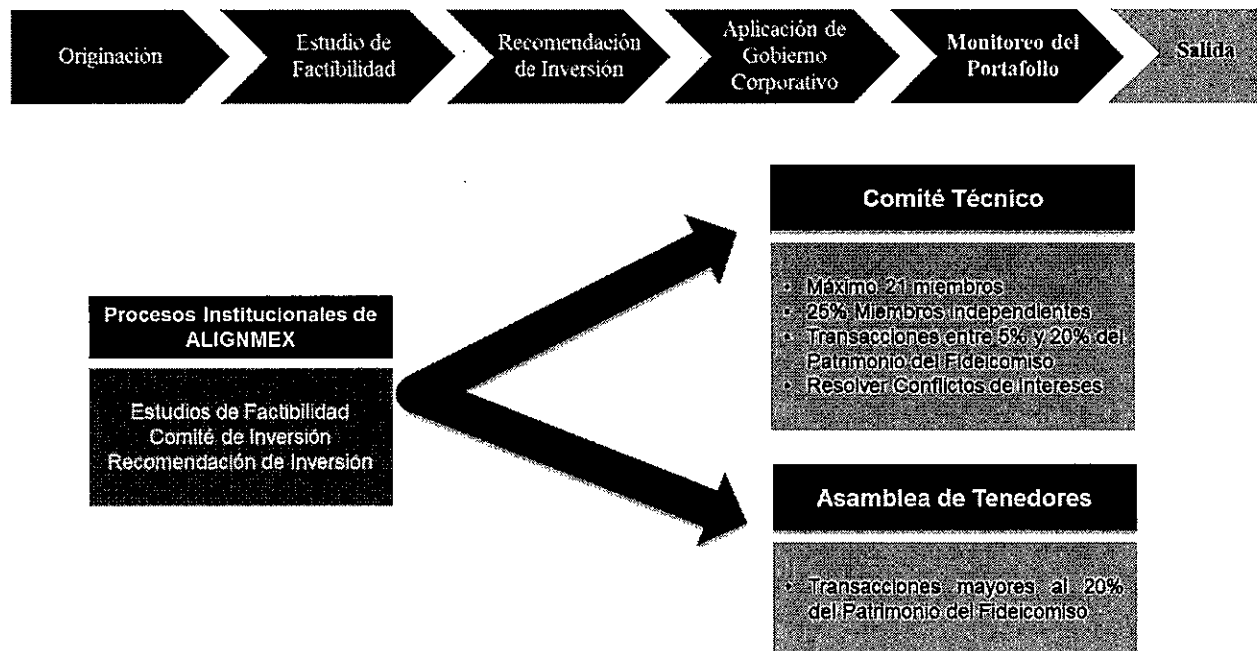 Originación
Estudio de
Factibilidad
Recomendación
de Inversión
Aplicación de
Gobierno
Corporativo
Monitoreo del
Portafolio
Salida
Procesos Institucionales de
ALIGNMEX
Estudios de Factibilidad
Comité de Inversión
Recomendación de Inversión
Comité Técnico
• Máximo 21 miembros
• 25% Miembros Independientes
• Transacciones entre 5% y 20% del
Patrimonio del Fideicomiso
• Resolver Conflictos de Intereses
Asamblea de Tenedores
• Transacciones mayores al 20%
del Patrimonio del Fideicomiso